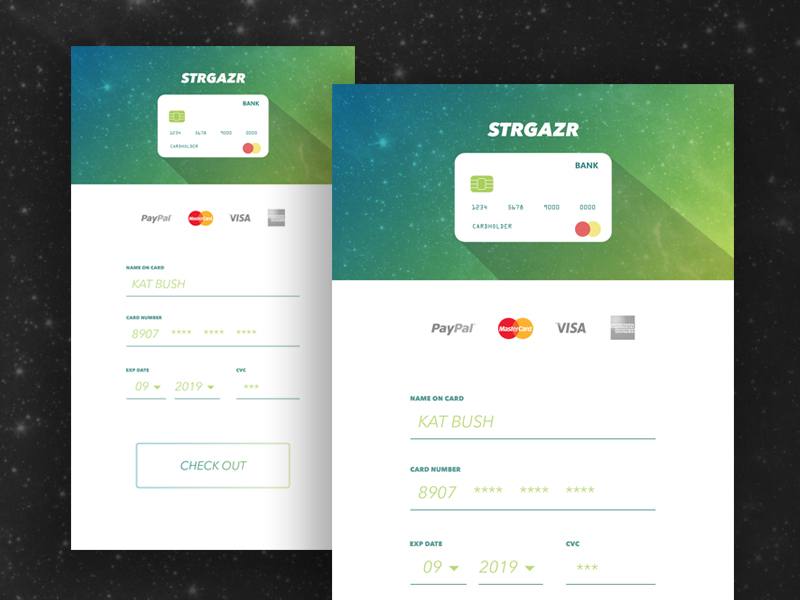 STRGAZR
BANK
1234 5678 9000 0000
CARDHOLDER
PayPal MasterCard VISA
NAME ON CARD
KAT BUSH
CARD NUMBER
8907 **** **** ****
EXP DATE CVC
09 2019 ***
CHECK OUT
STRGAZR
BANK
1234 5678 9000 0000
CARDHOLDER
PayPal MasterCard VISA
NAME ON CARD
KAT BUSH
CARD NUMBER
8907 **** **** ****
EXP DATE CVC
09 2019 ***